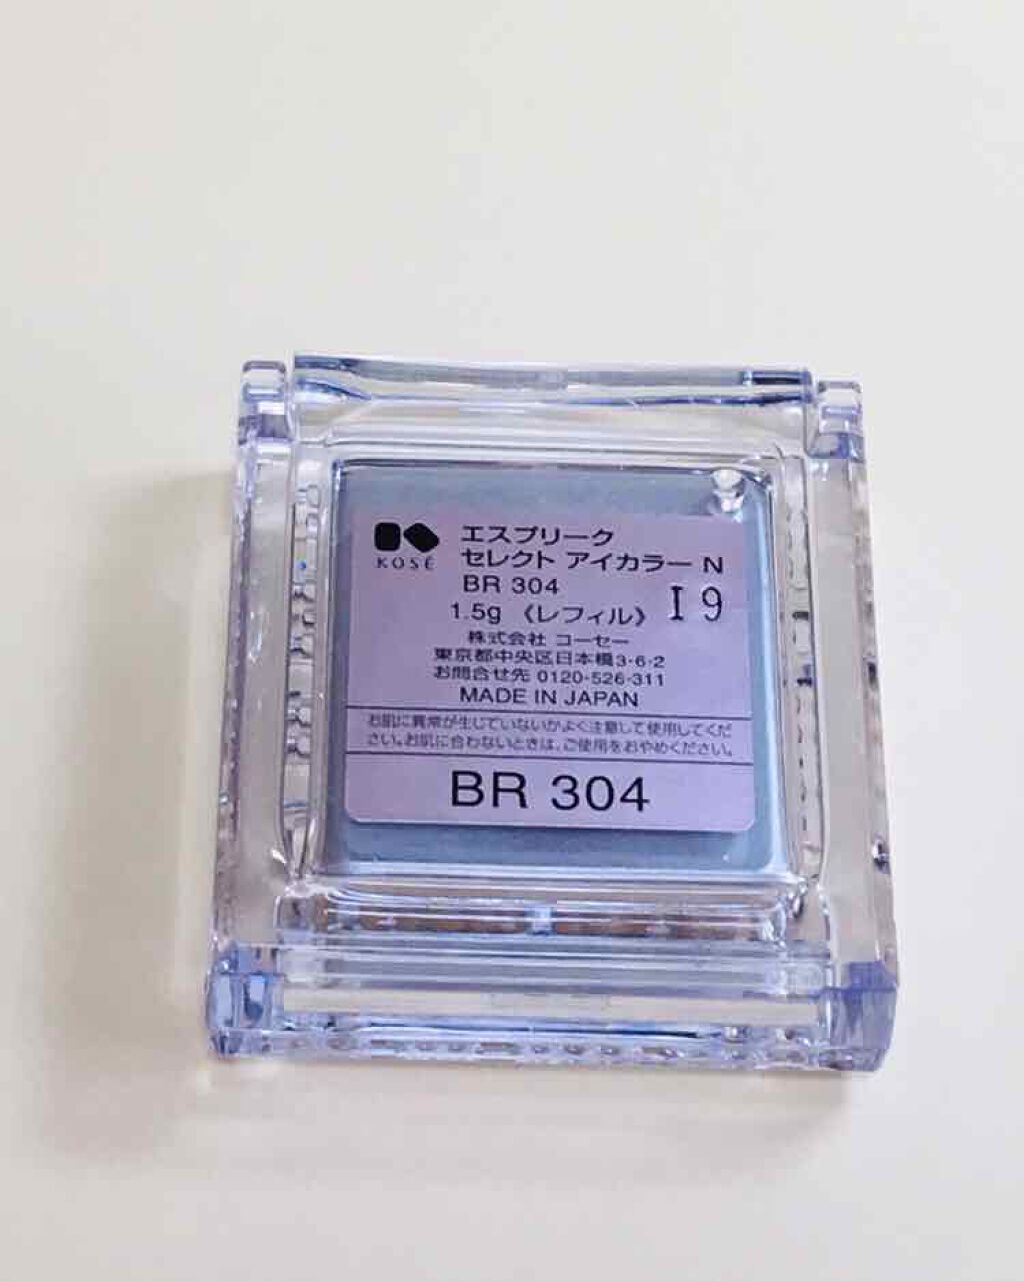 KOSÉ
エスプリーク
セレクト アイカラー N
BR 304
1.5g 《レフィル》 I9
株式会社 コーセー
東京都中央区日本橋3-6-2
お問合せ先 0120-526-311
MADE IN JAPAN
お肌に異常が生じていないかよく注意して使用してくだ
さい。お肌に合わないときは、ご使用をおやめください。
BR 304